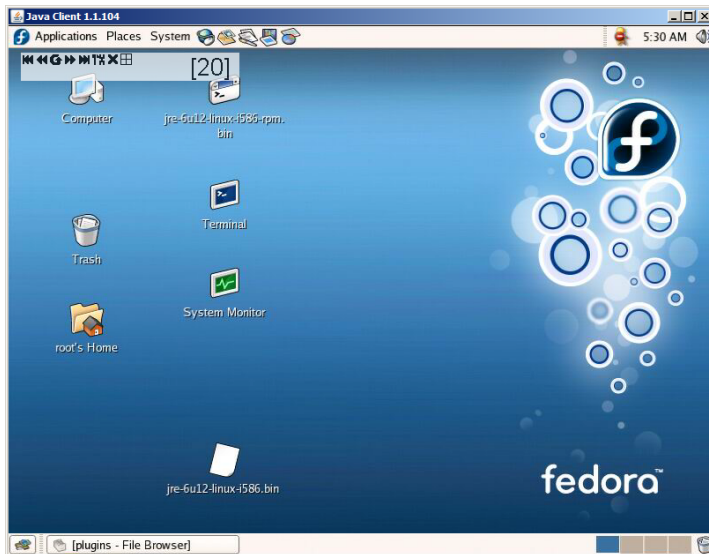 Java Client 1.1.104
Applications Places System 5:30 AM
[20]
Computer
jre-6u12-linux-i586-rpm.
bin
Terminal
Trash
System Monitor
root's Home
jre-6u12-linux-i586.bin
fedora™
[plugins - File Browser]